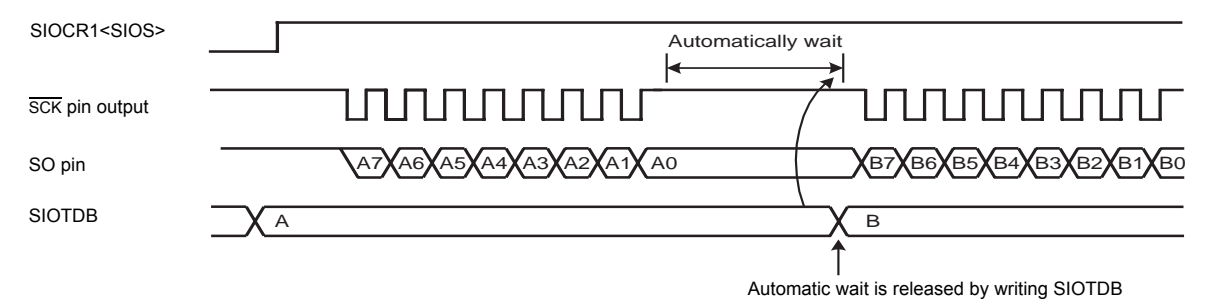 SIOCR1<SIOS>
Automatically wait
SCK pin output
SO pin
A7 A6 A5 A4 A3 A2 A1 A0 B7 B6 B5 B4 B3 B2 B1 B0
SIOTDB
A B
Automatic wait is released by writing SIOTDB